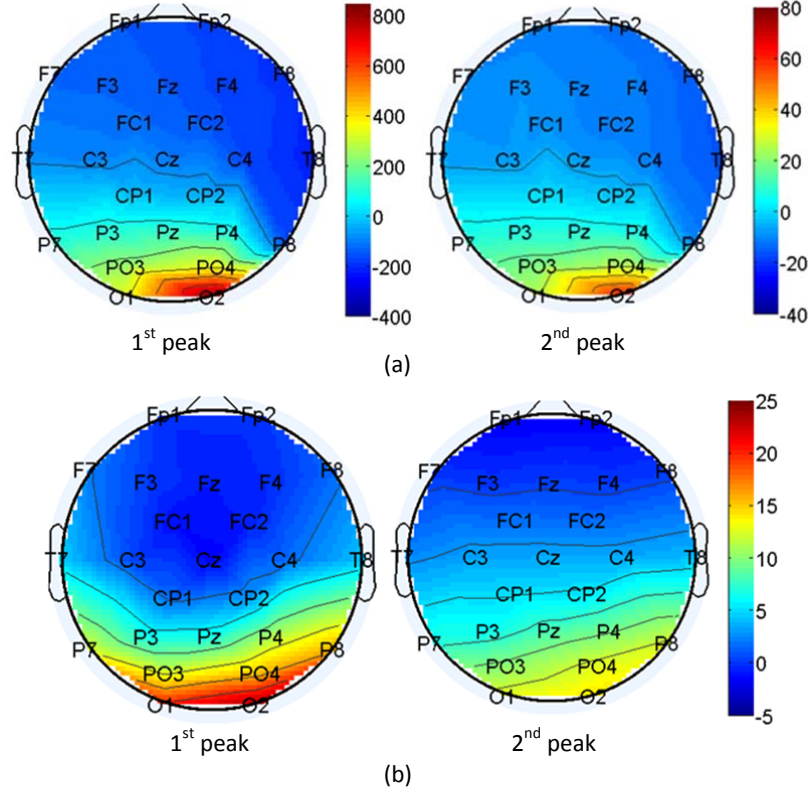 Fp1 Fp2
F7 F3 Fz F4 F8
FC1 FC2
T7 C3 Cz C4 T8
CP1 CP2
P7 P3 Pz P4 P8
PO3 PO4
O1 O2
800
600
400
200
0
-200
-400
1st peak
Fp1 Fp2
F7 F3 Fz F4 F8
FC1 FC2
T7 C3 Cz C4 T8
CP1 CP2
P7 P3 Pz P4 P8
PO3 PO4
O1 O2
80
60
40
20
0
-20
-40
2nd peak
(a)
Fp1 Fp2
F7 F3 Fz F4 F8
FC1 FC2
T7 C3 Cz C4 T8
CP1 CP2
P7 P3 Pz P4 P8
PO3 PO4
O1 O2
1st peak
Fp1 Fp2
F7 F3 Fz F4 F8
FC1 FC2
T7 C3 Cz C4 T8
CP1 CP2
P7 P3 Pz P4 P8
PO3 PO4
O1 O2
25
20
15
10
5
0
-5
2nd peak
(b)